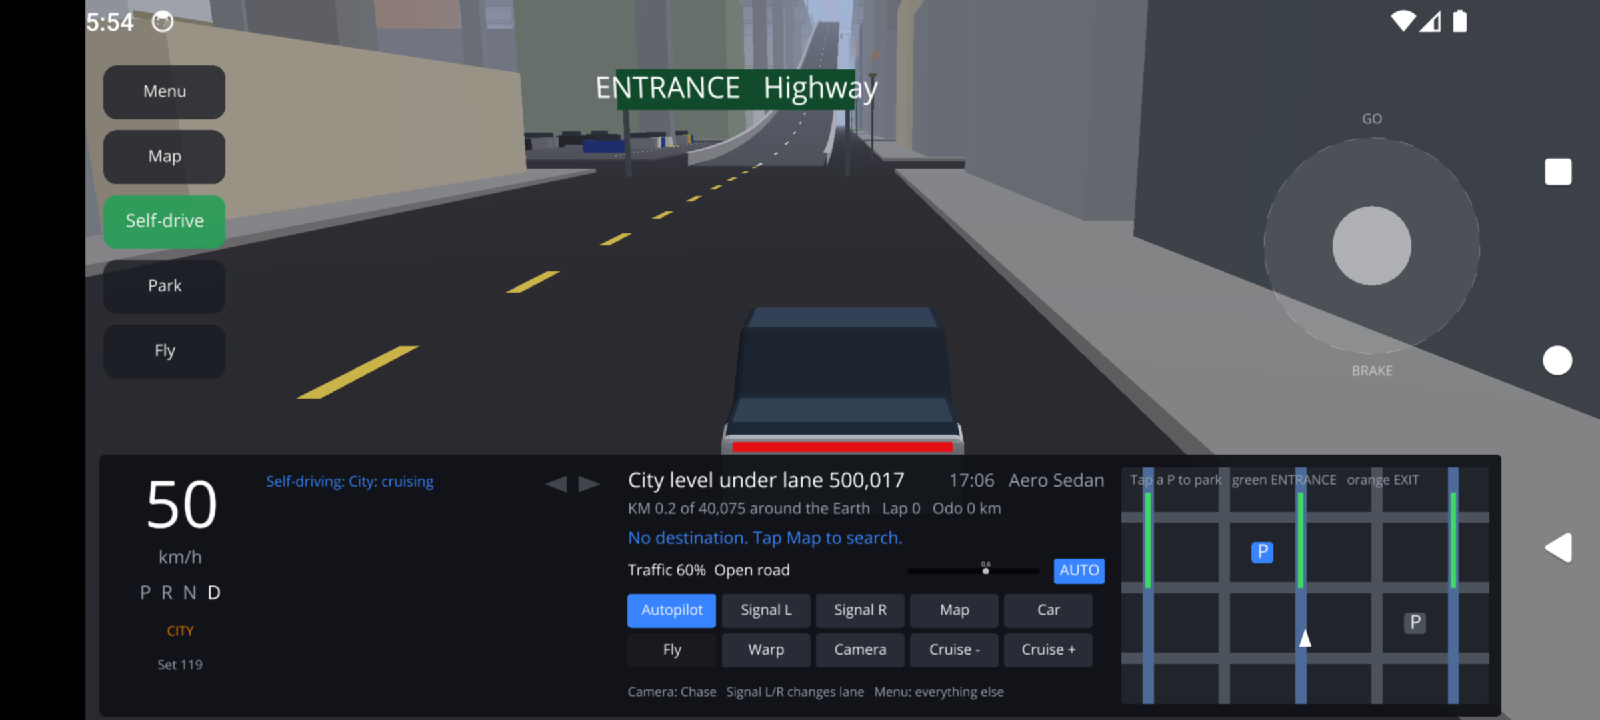 5:54
ENTRANCE Highway
Menu
Map
Self-drive
Park
Fly
GO
BRAKE
50
km/h
P R N D
CITY
Set 119
Self-driving: City: cruising
City level under lane 500,017
17:06 Aero Sedan
KM 0.2 of 40,075 around the Earth Lap 0 Odo 0 km
No destination. Tap Map to search.
Traffic 60% Open road
0.6
AUTO
Autopilot Signal L Signal R Map Car
Fly Warp Camera Cruise - Cruise +
Camera: Chase Signal L/R changes lane Menu: everything else
Tap a P to park green ENTRANCE orange EXIT
P
P